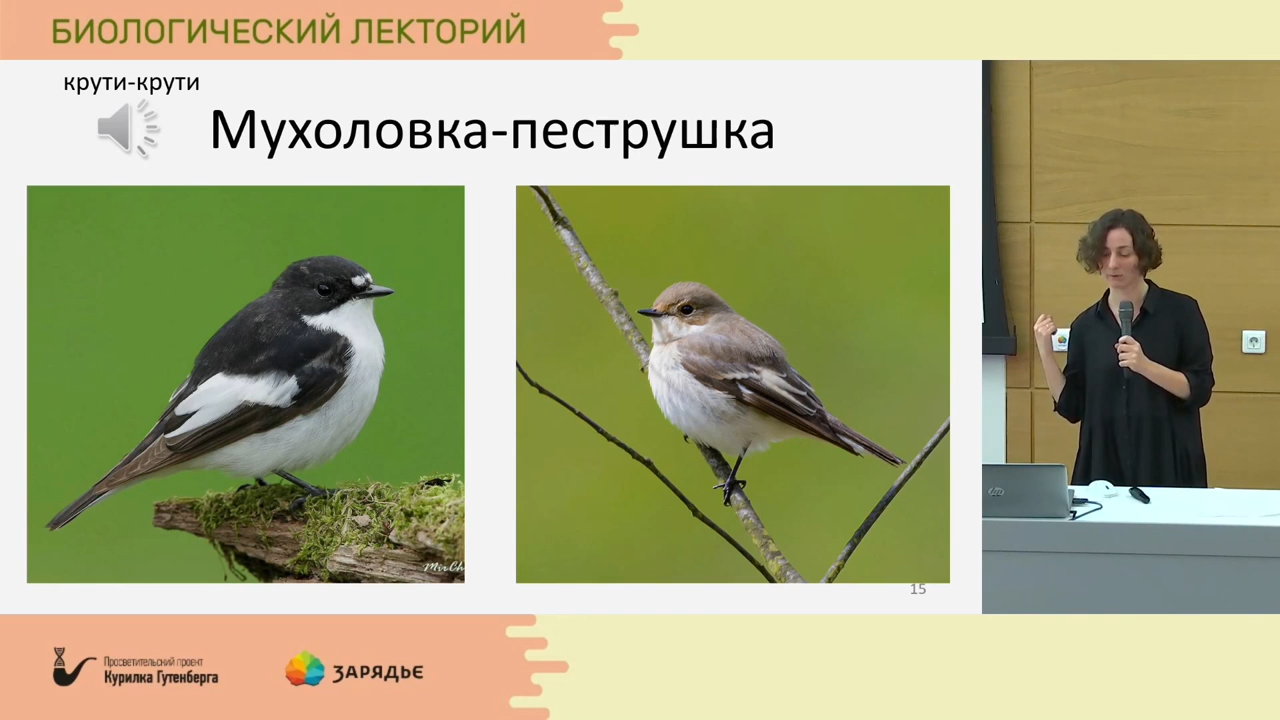 БИОЛОГИЧЕСКИЙ ЛЕКТОРИЙ
крути-крути
Мухоловка-пеструшка
15
Просветительский проект
Курилка Гутенберга
ЗАРЯДЬЕ